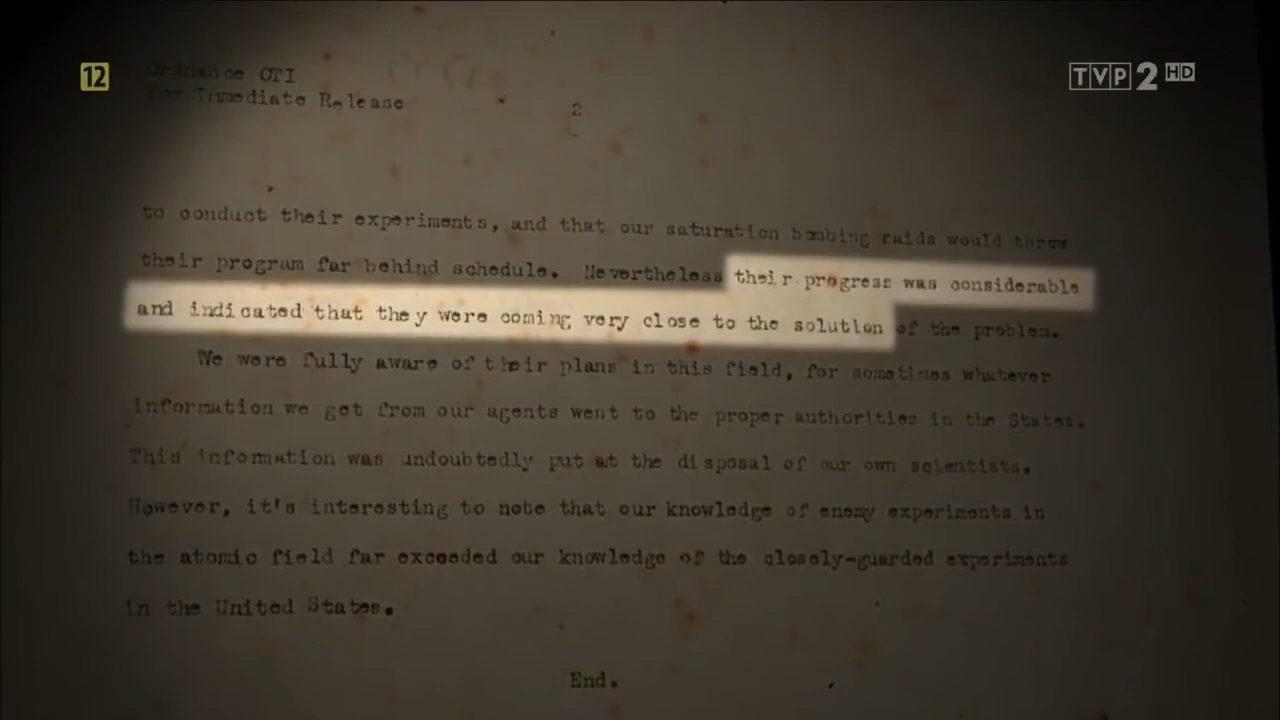 12
TVP 2 HD
Ordnance OTI
For Immediate Release
2
to conduct their experiments, and that our saturation bombing raids would throw
their program far behind schedule. Nevertheless their progress was considerable
and indicated that they were coming very close to the solution of the problem.
We were fully aware of their plans in this field, for sometimes whatever
information we got from our agents went to the proper authorities in the States.
This information was undoubtedly put at the disposal of our own scientists.
However, it's interesting to note that our knowledge of enemy experiments in
the atomic field far exceeded our knowledge of the closely-guarded experiments
in the United States.
End.